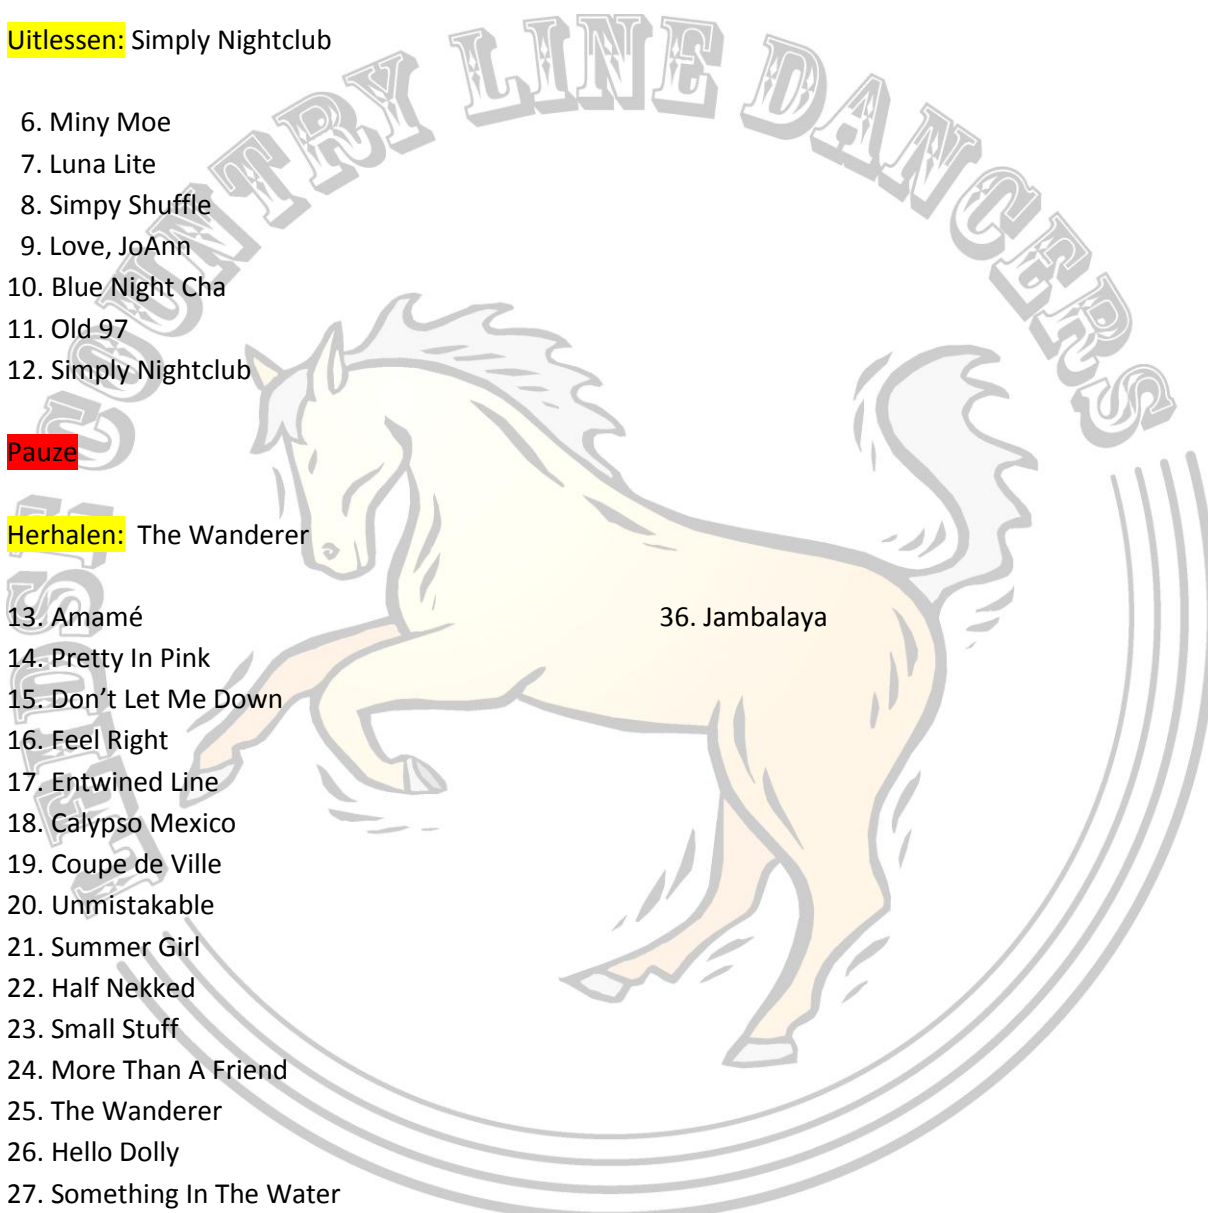 Uitlessen: Simply Nightclub
6. Miny Moe
7. Luna Lite
8. Simpy Shuffle
9. Love, JoAnn
10. Blue Night Cha
11. Old 97
12. Simply Nightclub
Pauze
Herhalen: The Wanderer
13. Amamé
14. Pretty In Pink
15. Don’t Let Me Down
16. Feel Right
17. Entwined Line
18. Calypso Mexico
19. Coupe de Ville
20. Unmistakable
21. Summer Girl
22. Half Nekked
23. Small Stuff
24. More Than A Friend
25. The Wanderer
26. Hello Dolly
27. Something In The Water
36. Jambalaya
COUNTRY LINE DANCERS